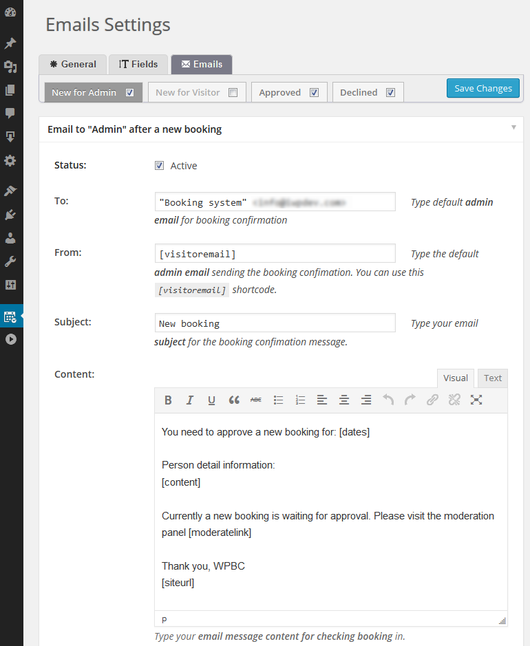 Emails Settings
General Fields Emails
New for Admin New for Visitor Approved Declined Save Changes
Email to "Admin" after a new booking
Status: Active
To: "Booking system" Type default admin
email for booking confirmation
From: [visitoremail] Type the default
admin email sending the booking confimation. You can use this
[visitoremail] shortcode.
Subject: New booking Type your email
subject for the booking confimation message.
Content:
Visual Text
B I U ABC
You need to approve a new booking for: [dates]
Person detail information:
[content]
Currently a new booking is waiting for approval. Please visit the moderation
panel [moderatelink]
Thank you, WPBC
[siteurl]
p
Type your email message content for checking booking in.